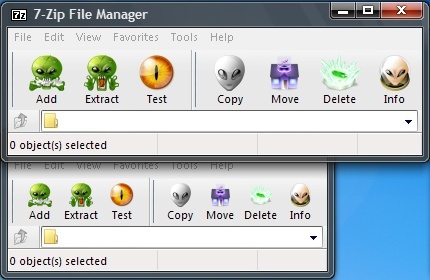 7z 7-Zip File Manager
File Edit View Favorites Tools Help
Add Extract Test Copy Move Delete Info
0 object(s) selected
File Edit View Favorites Tools Help
Add Extract Test Copy Move Delete Info
0 object(s) selected